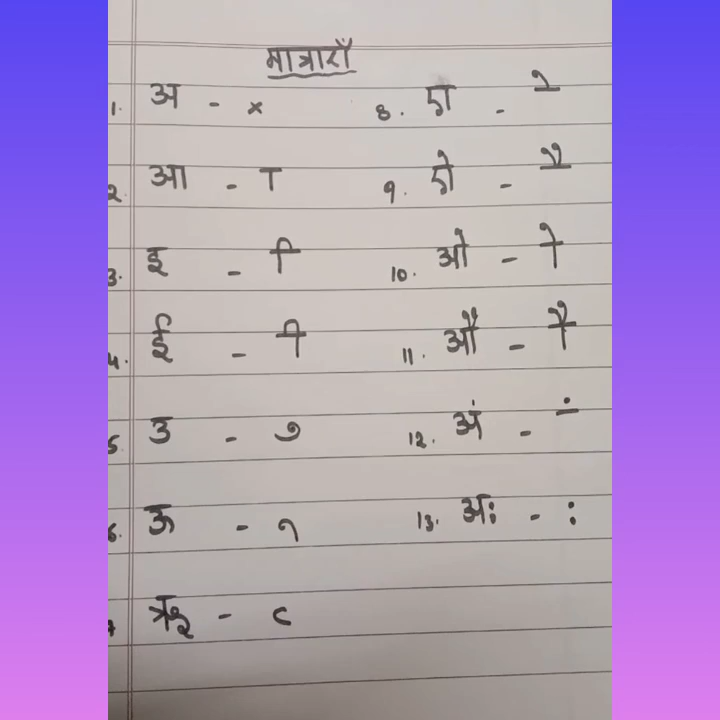 मात्राएँ
1. अ - ×
2. आ - ा
3. इ - ि
4. ई - ी
5. उ - ु
6. ऊ - ू
7 ऋ - ृ
8. ए - े
9. ऐ - ै
10. ओ - ो
11. औ - ौ
12. अं - ं
13. अः - ः